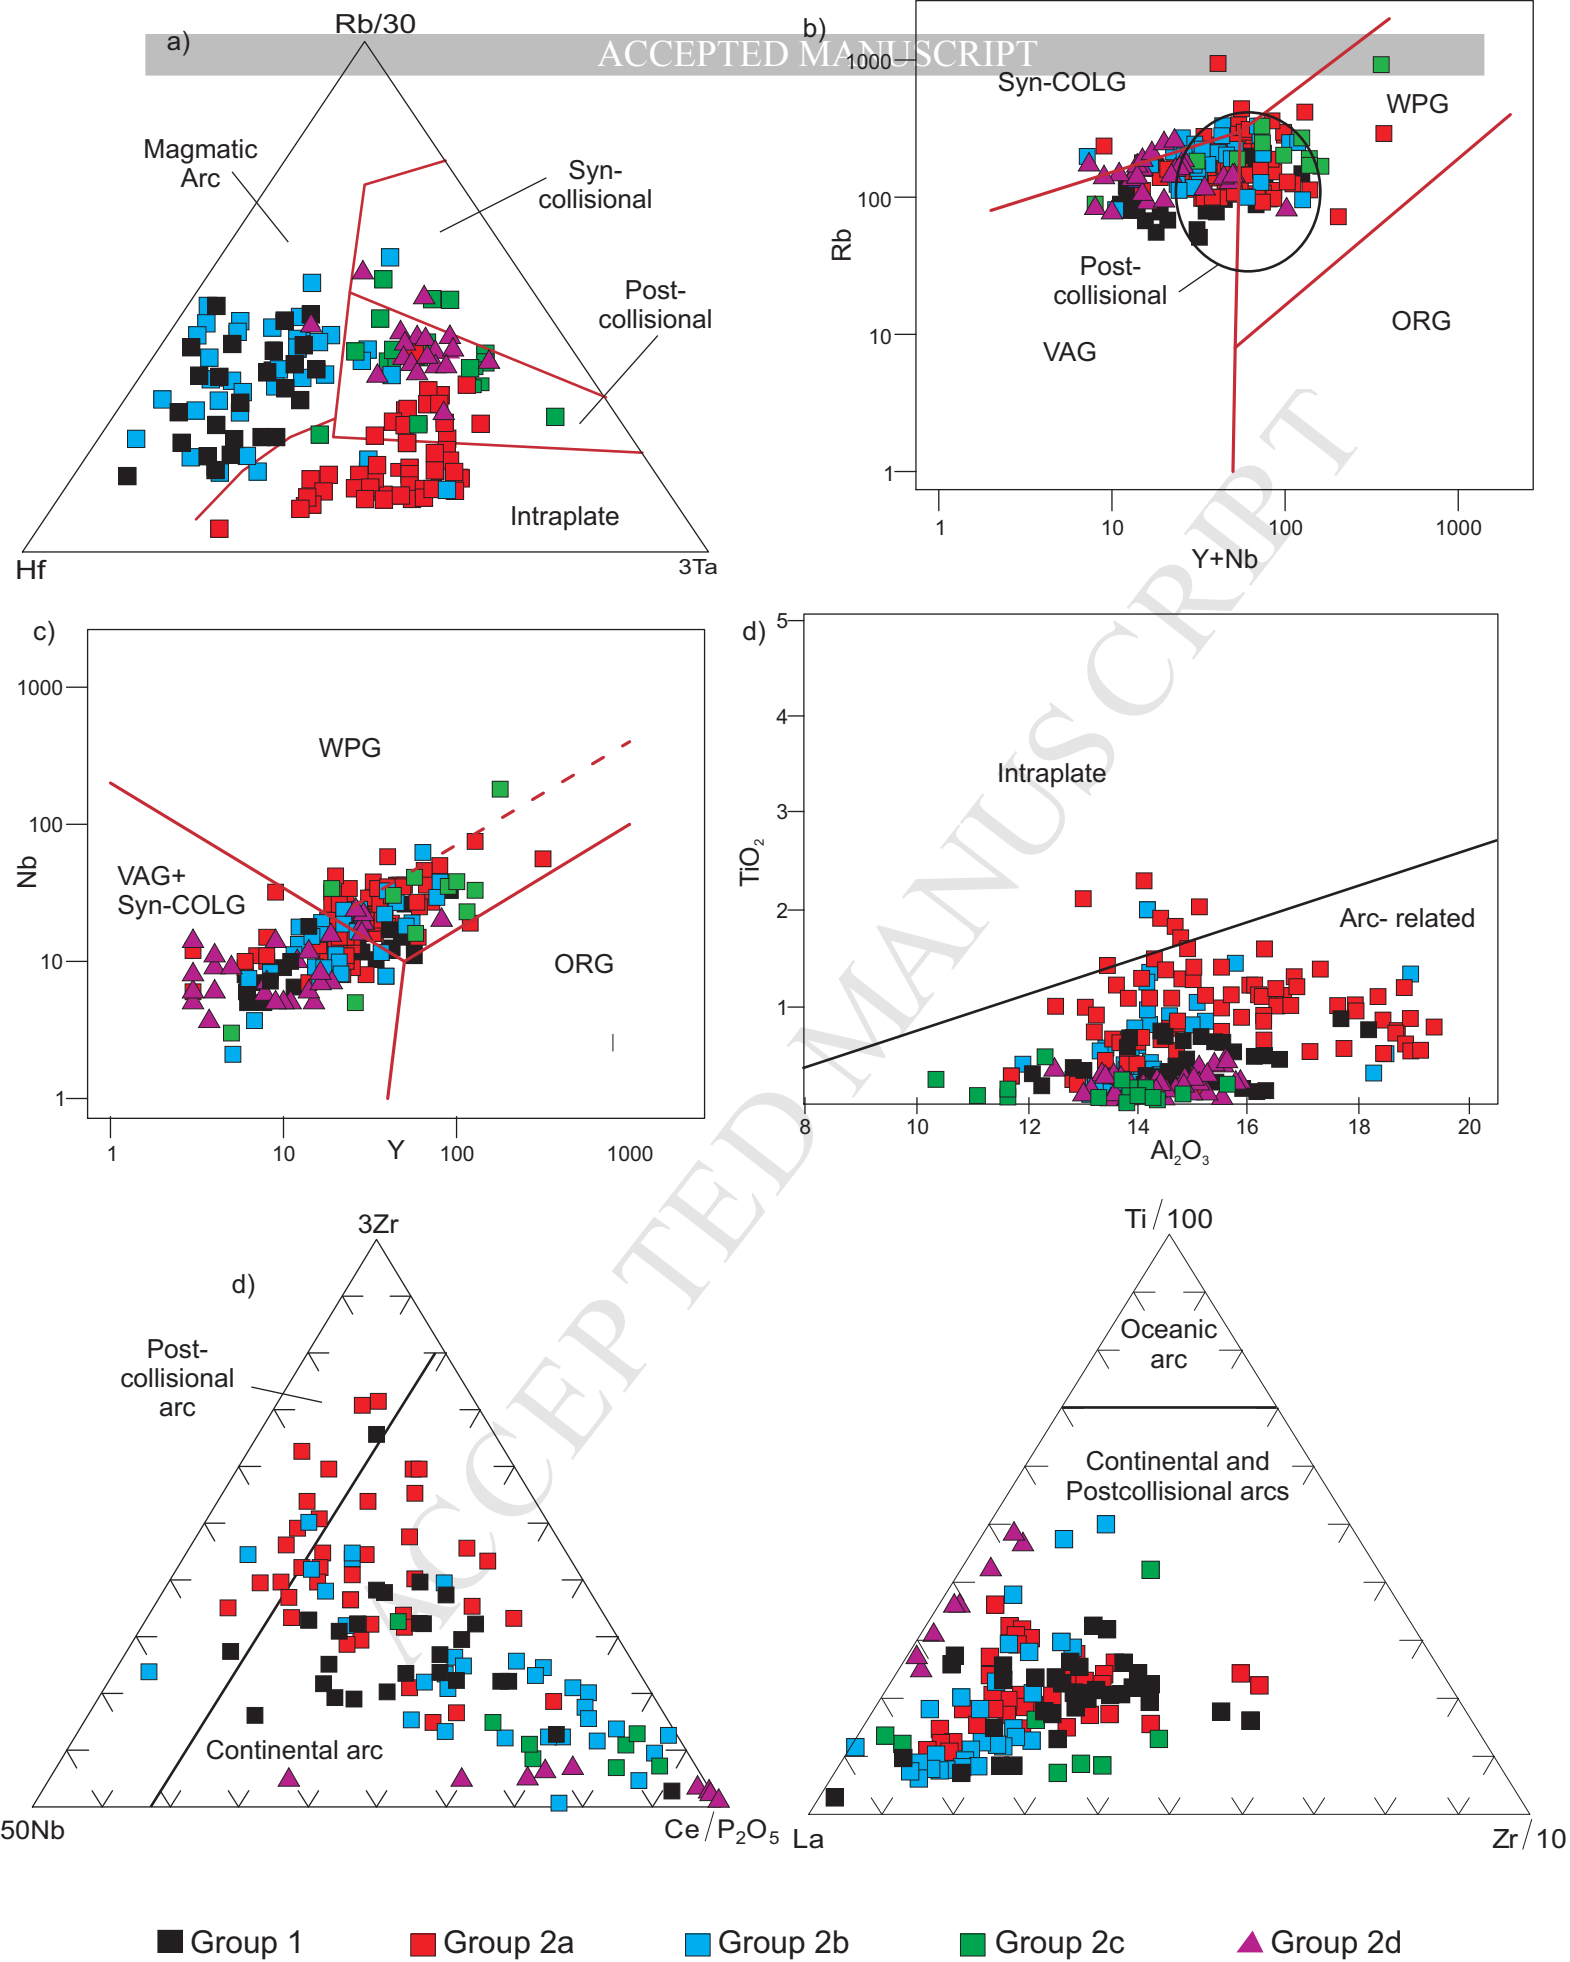 ACCEPTED MANUSCRIPT
a)
Rb/30
Magmatic
Arc
Syn-
collisional
Post-
collisional
Intraplate
Hf
3Ta
b)
1000
100
10
1
Rb
Syn-COLG
WPG
Post-
collisional
VAG
ORG
1
10
100
1000
Y+Nb
c)
1000
100
10
1
Nb
WPG
VAG+
Syn-COLG
ORG
1
10
Y
100
1000
d)
5
4
3
2
1
TiO2
Intraplate
Arc- related
8
10
12
14
16
18
20
Al2O3
d)
3Zr
Post-
collisional
arc
Continental arc
50Nb
Ce/P2O5
Ti/100
Oceanic
arc
Continental and
Postcollisional arcs
La
Zr/10
Group 1
Group 2a
Group 2b
Group 2c
Group 2d
ACCEPTED MANUSCRIPT